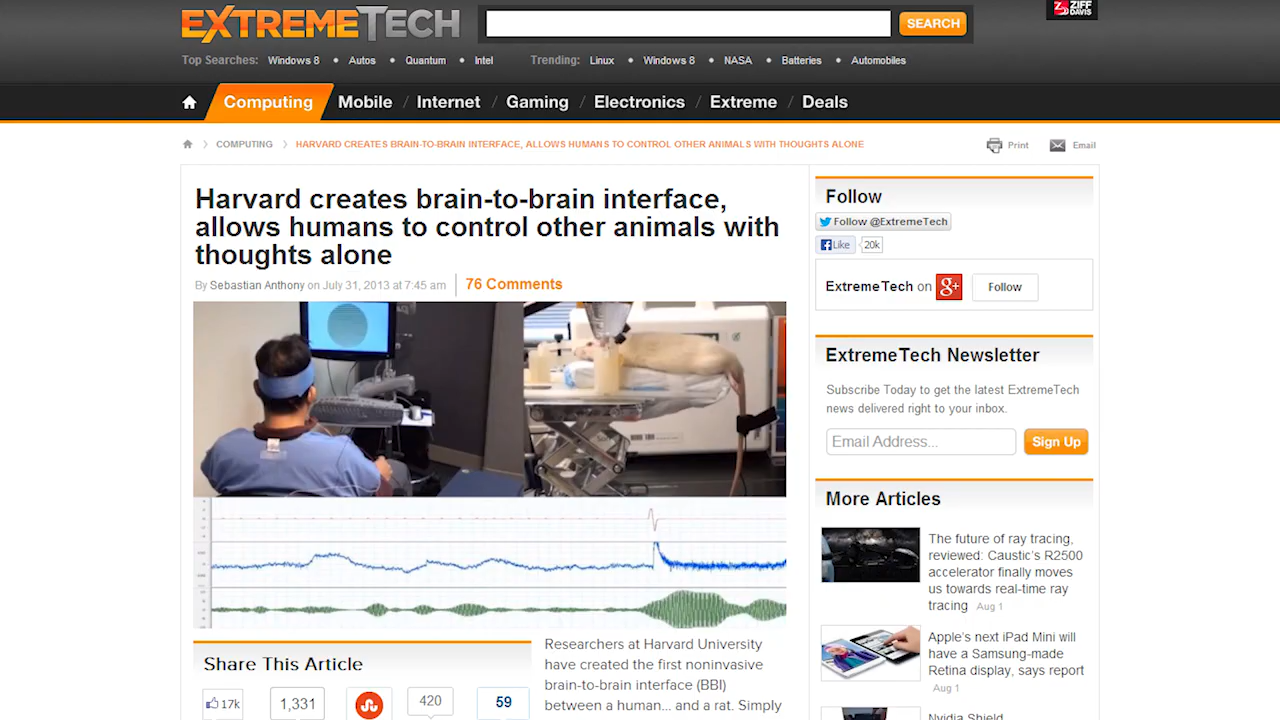 EXTREMETECH
SEARCH
ZIFF DAVIS
Top Searches: Windows 8 • Autos • Quantum • Intel Trending: Linux • Windows 8 • NASA • Batteries • Automobiles
Computing Mobile / Internet / Gaming / Electronics / Extreme / Deals
COMPUTING HARVARD CREATES BRAIN-TO-BRAIN INTERFACE, ALLOWS HUMANS TO CONTROL OTHER ANIMALS WITH THOUGHTS ALONE
Print Email
Harvard creates brain-to-brain interface,
allows humans to control other animals with
thoughts alone
By Sebastian Anthony on July 31, 2013 at 7:45 am 76 Comments
Share This Article
17k 1,331 420 59
Researchers at Harvard University
have created the first noninvasive
brain-to-brain interface (BBI)
between a human... and a rat. Simply
Follow
Follow @ExtremeTech
Like 20k
ExtremeTech on g+ Follow
ExtremeTech Newsletter
Subscribe Today to get the latest ExtremeTech
news delivered right to your inbox.
Email Address... Sign Up
More Articles
The future of ray tracing,
reviewed: Caustic's R2500
accelerator finally moves
us towards real-time ray
tracing Aug 1
Apple's next iPad Mini will
have a Samsung-made
Retina display, says report
Aug 1
Nvidia Shield